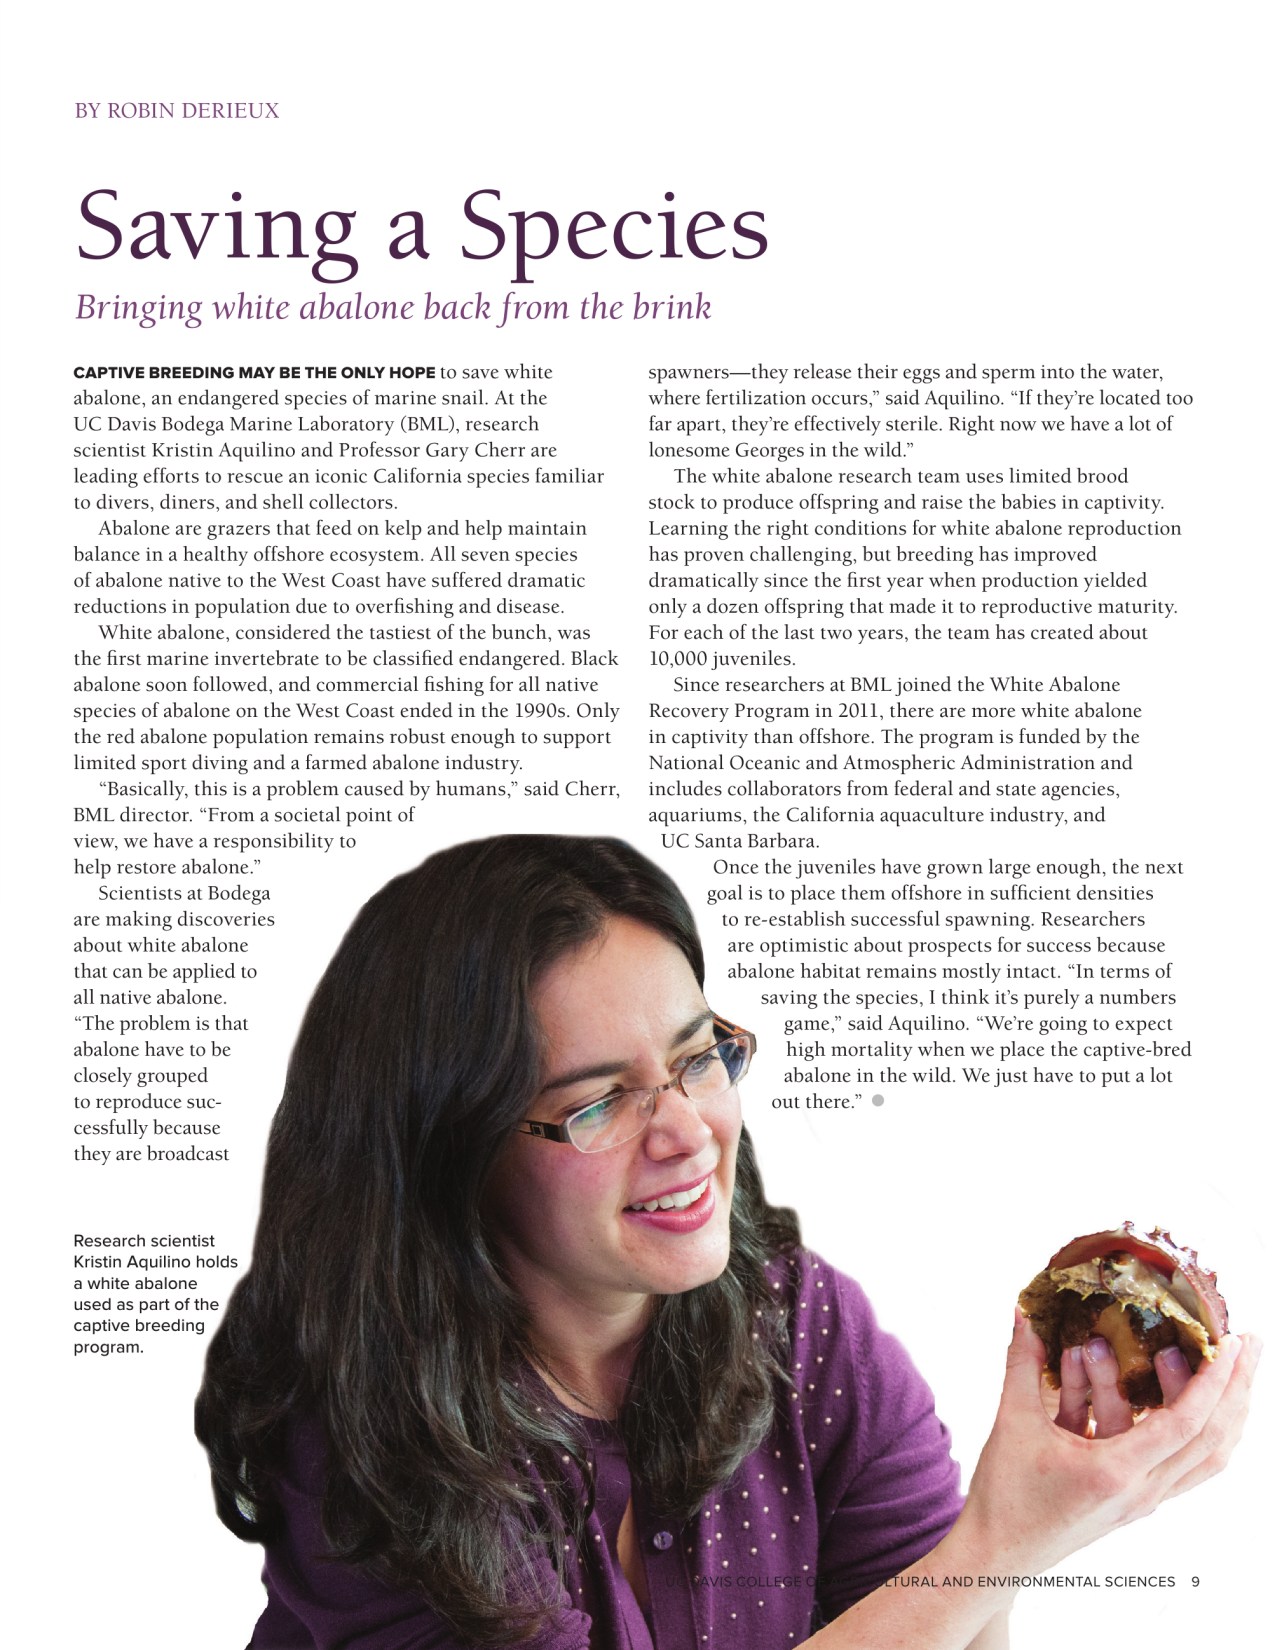 BY ROBIN DERIEUX
Saving a Species
Bringing white abalone back from the brink
CAPTIVE BREEDING MAY BE THE ONLY HOPE to save white
abalone, an endangered species of marine snail. At the
UC Davis Bodega Marine Laboratory (BML), research
scientist Kristin Aquilino and Professor Gary Cherr are
leading efforts to rescue an iconic California species familiar
to divers, diners, and shell collectors.
Abalone are grazers that feed on kelp and help maintain
balance in a healthy offshore ecosystem. All seven species
of abalone native to the West Coast have suffered dramatic
reductions in population due to overfishing and disease.
White abalone, considered the tastiest of the bunch, was
the first marine invertebrate to be classified endangered. Black
abalone soon followed, and commercial fishing for all native
species of abalone on the West Coast ended in the 1990s. Only
the red abalone population remains robust enough to support
limited sport diving and a farmed abalone industry.
“Basically, this is a problem caused by humans,” said Cherr,
BML director. “From a societal point of
view, we have a responsibility to
help restore abalone.”
Scientists at Bodega
are making discoveries
about white abalone
that can be applied to
all native abalone.
“The problem is that
abalone have to be
closely grouped
to reproduce suc-
cessfully because
they are broadcast
spawners—they release their eggs and sperm into the water,
where fertilization occurs,” said Aquilino. “If they’re located too
far apart, they’re effectively sterile. Right now we have a lot of
lonesome Georges in the wild.”
The white abalone research team uses limited brood
stock to produce offspring and raise the babies in captivity.
Learning the right conditions for white abalone reproduction
has proven challenging, but breeding has improved
dramatically since the first year when production yielded
only a dozen offspring that made it to reproductive maturity.
For each of the last two years, the team has created about
10,000 juveniles.
Since researchers at BML joined the White Abalone
Recovery Program in 2011, there are more white abalone
in captivity than offshore. The program is funded by the
National Oceanic and Atmospheric Administration and
includes collaborators from federal and state agencies,
aquariums, the California aquaculture industry, and
UC Santa Barbara.
Once the juveniles have grown large enough, the next
goal is to place them offshore in sufficient densities
to re-establish successful spawning. Researchers
are optimistic about prospects for success because
abalone habitat remains mostly intact. “In terms of
saving the species, I think it’s purely a numbers
game,” said Aquilino. “We’re going to expect
high mortality when we place the captive-bred
abalone in the wild. We just have to put a lot
out there.”
Research scientist
Kristin Aquilino holds
a white abalone
used as part of the
captive breeding
program.
DAVIS COLLEGE AND ENVIRONMENTAL SCIENCES 9